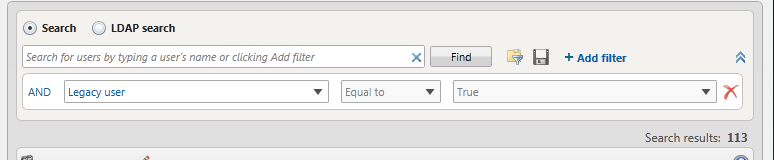 Search LDAP search
Search for users by typing a user's name or clicking Add filter Find + Add filter
AND Legacy user Equal to True
Search results: 113